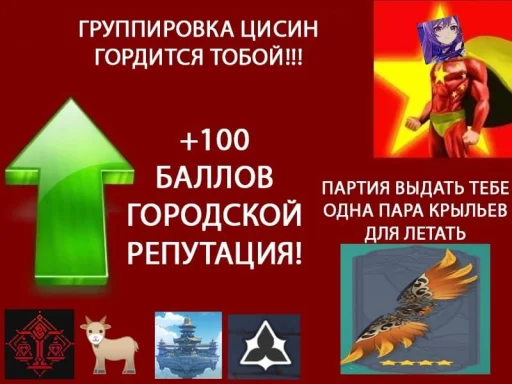 ГРУППИРОВКА ЦИСИН
ГОРДИТСЯ ТОБОЙ!!!
+100
БАЛЛОВ
ГОРОДСКОЙ
РЕПУТАЦИЯ!
ПАРТИЯ ВЫДАТЬ ТЕБЕ
ОДНА ПАРА КРЫЛЬЕВ
ДЛЯ ЛЕТАТЬ